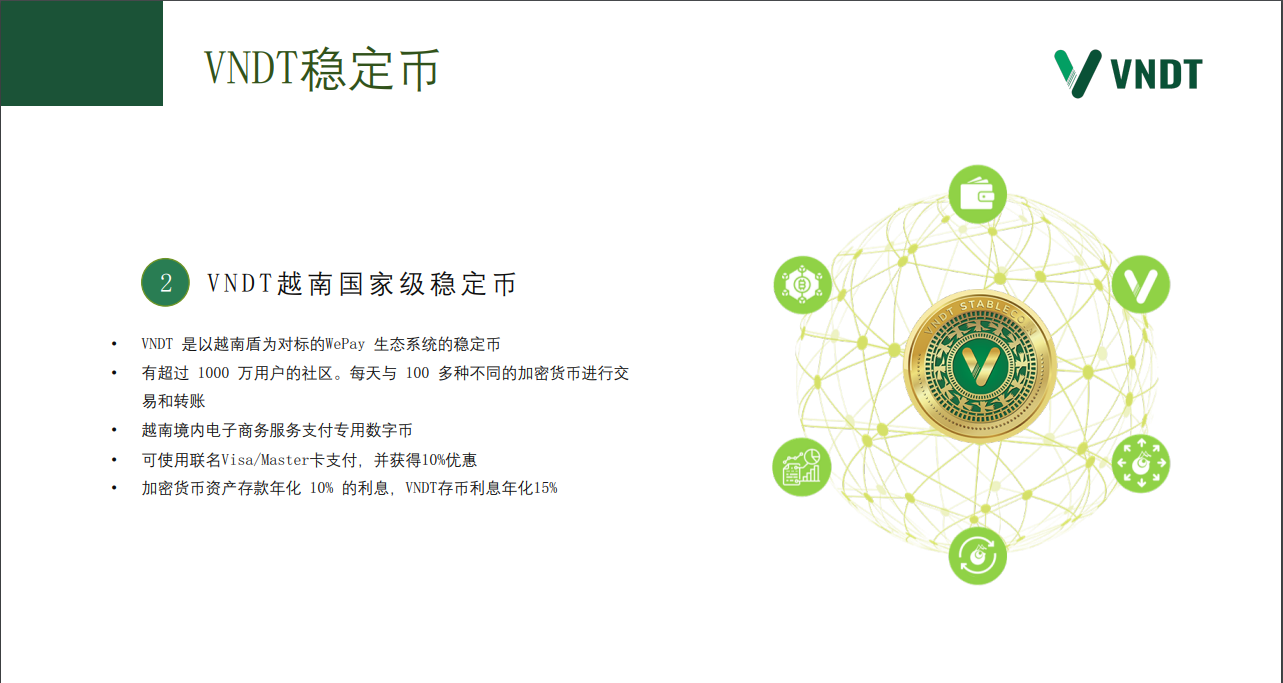 VNDT稳定币
VNDT
2
VNDT越南国家级稳定币
• VNDT 是以越南盾为对标的WePay 生态系统的稳定币
• 有超过 1000 万用户的社区。每天与 100 多种不同的加密货币进行交
易和转账
• 越南境内电子商务服务支付专用数字币
• 可使用联名Visa/Master卡支付，并获得10%优惠
• 加密货币资产存款年化 10% 的利息，VNDT存币利息年化15%
VNDT STABLECOIN